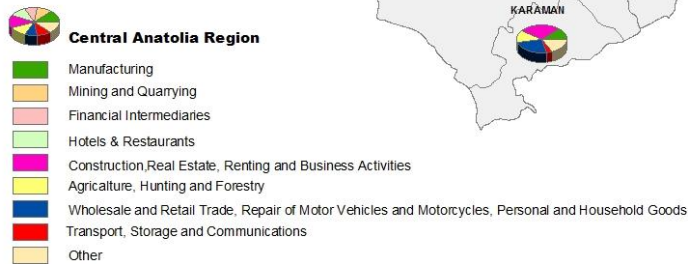 KARAMAN
Central Anatolia Region
Manufacturing
Mining and Quarrying
Financial Intermediaries
Hotels & Restaurants
Construction,Real Estate, Renting and Business Activities
Agricalture, Hunting and Forestry
Wholesale and Retail Trade, Repair of Motor Vehicles and Motorcycles, Personal and Household Goods
Transport, Storage and Communications
Other